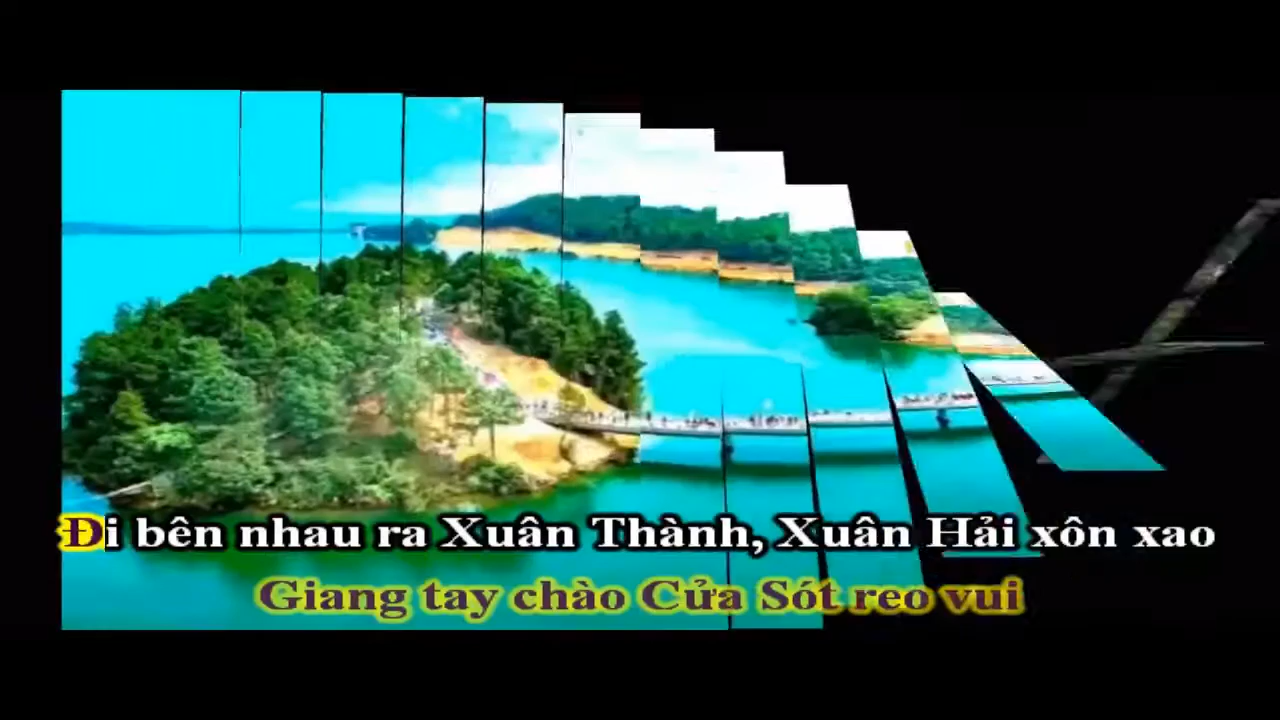 Đi bên nhau ra Xuân Thành, Xuân Hải xôn xao
Giang tay chào Cửa Sót reo vui